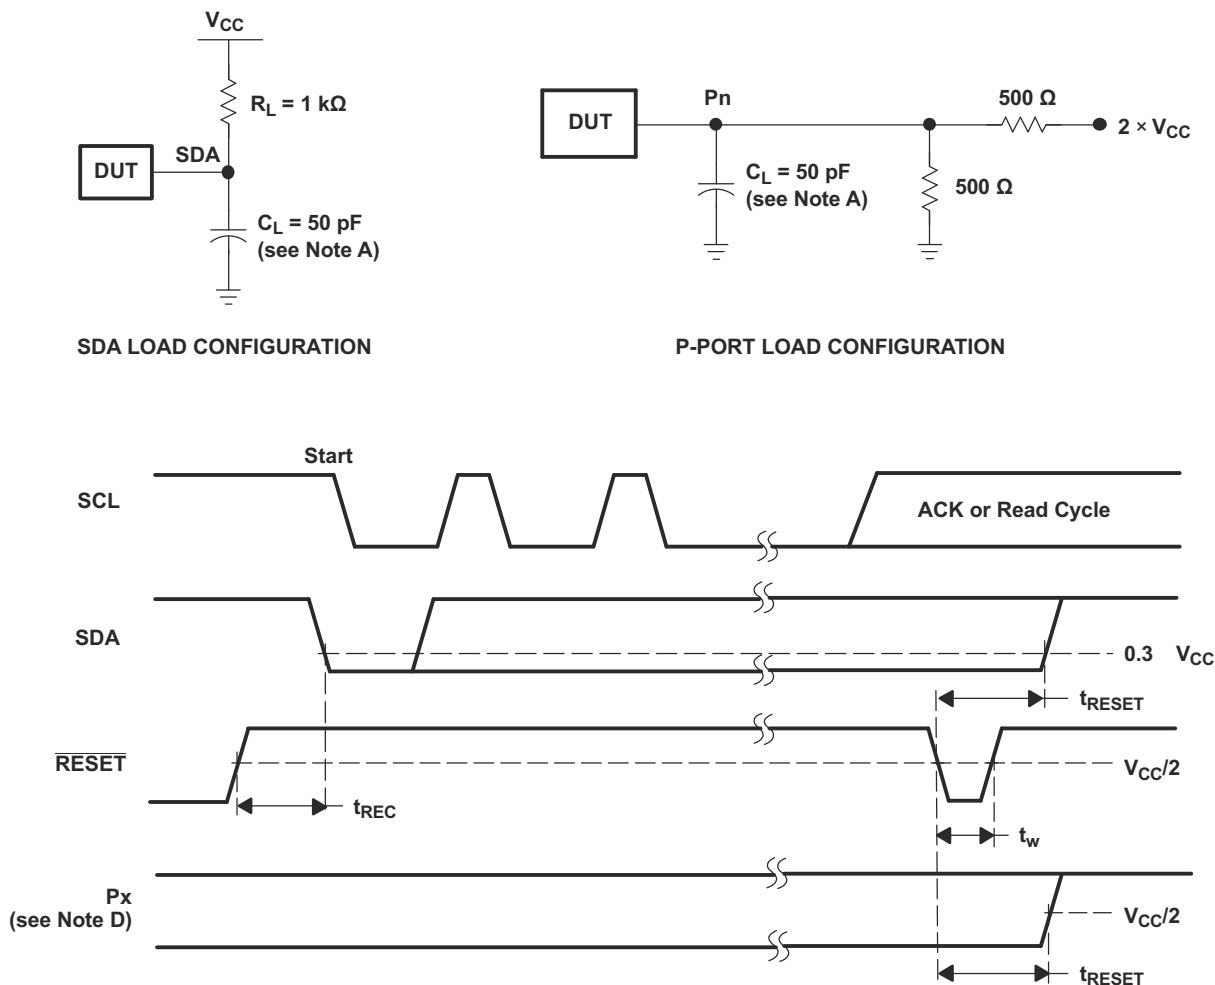 VCC
RL = 1 kΩ
DUT
SDA
CL = 50 pF
(see Note A)
SDA LOAD CONFIGURATION
DUT
Pn
500 Ω
2 × VCC
CL = 50 pF
(see Note A)
500 Ω
P-PORT LOAD CONFIGURATION
Start
SCL
ACK or Read Cycle
SDA
0.3 VCC
tRESET
RESET
VCC/2
tREC
tw
Px
(see Note D)
VCC/2
tRESET